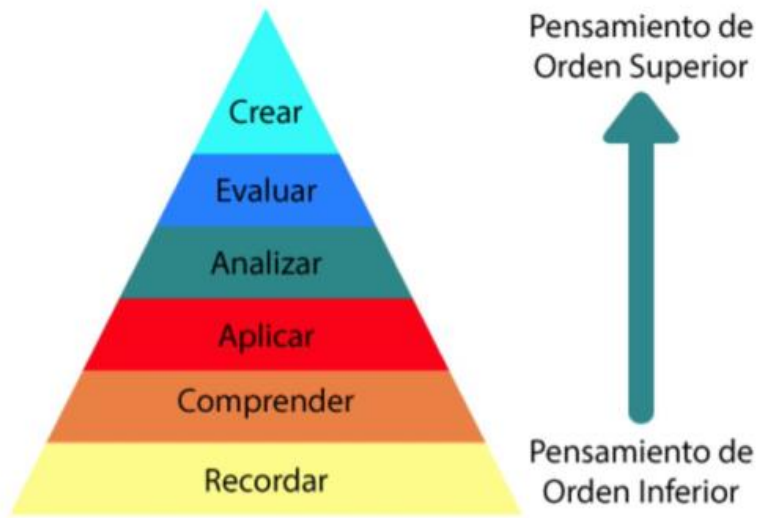 Pensamiento de
Orden Superior
Crear
Evaluar
Analizar
Aplicar
Comprender
Recordar
Pensamiento de
Orden Inferior